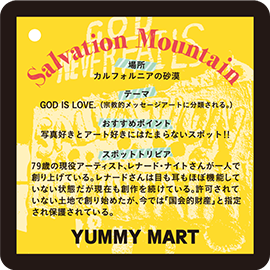 Salvation Mountain
場所
カルフォルニアの砂漠
テーマ
GOD IS LOVE.（宗教的メッセージアートに分類される。）
おすすめポイント
写真好きとアート好きにはたまらないスポット!!
スポットトリビア
79歳の現役アーティスト、レナード・ナイトさんが一人で
創り上げている。レナードさんは目も耳もほぼ機能して
いない状態だが現在も創作を続けている。許可されて
いない土地で創り始めたが、今では「国会的財産」と指定
され保護されている。
YUMMY MART